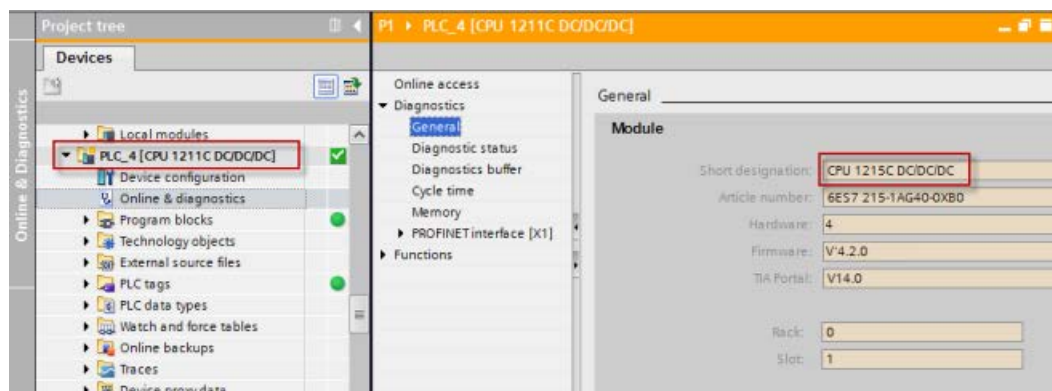 Project tree
Devices
Online & Diagnostics
Local modules
PLC_4 [CPU 1211C DC/DC/DC]
Device configuration
Online & diagnostics
Program blocks
Technology objects
External source files
PLC tags
PLC data types
Watch and force tables
Online backups
Traces
Device proxy data
P1 PLC_4 [CPU 1211C DC/DC/DC]
Online access
Diagnostics
General
Diagnostic status
Diagnostics buffer
Cycle time
Memory
PROFINET interface [X1]
Functions
General
Module
Short designation: CPU 1215C DC/DC/DC
Article number: 6ES7 215-1AG40-0XB0
Hardware: 4
Firmware: V'4.2.0
TIA Portal: V14.0
Rack: 0
Slot: 1